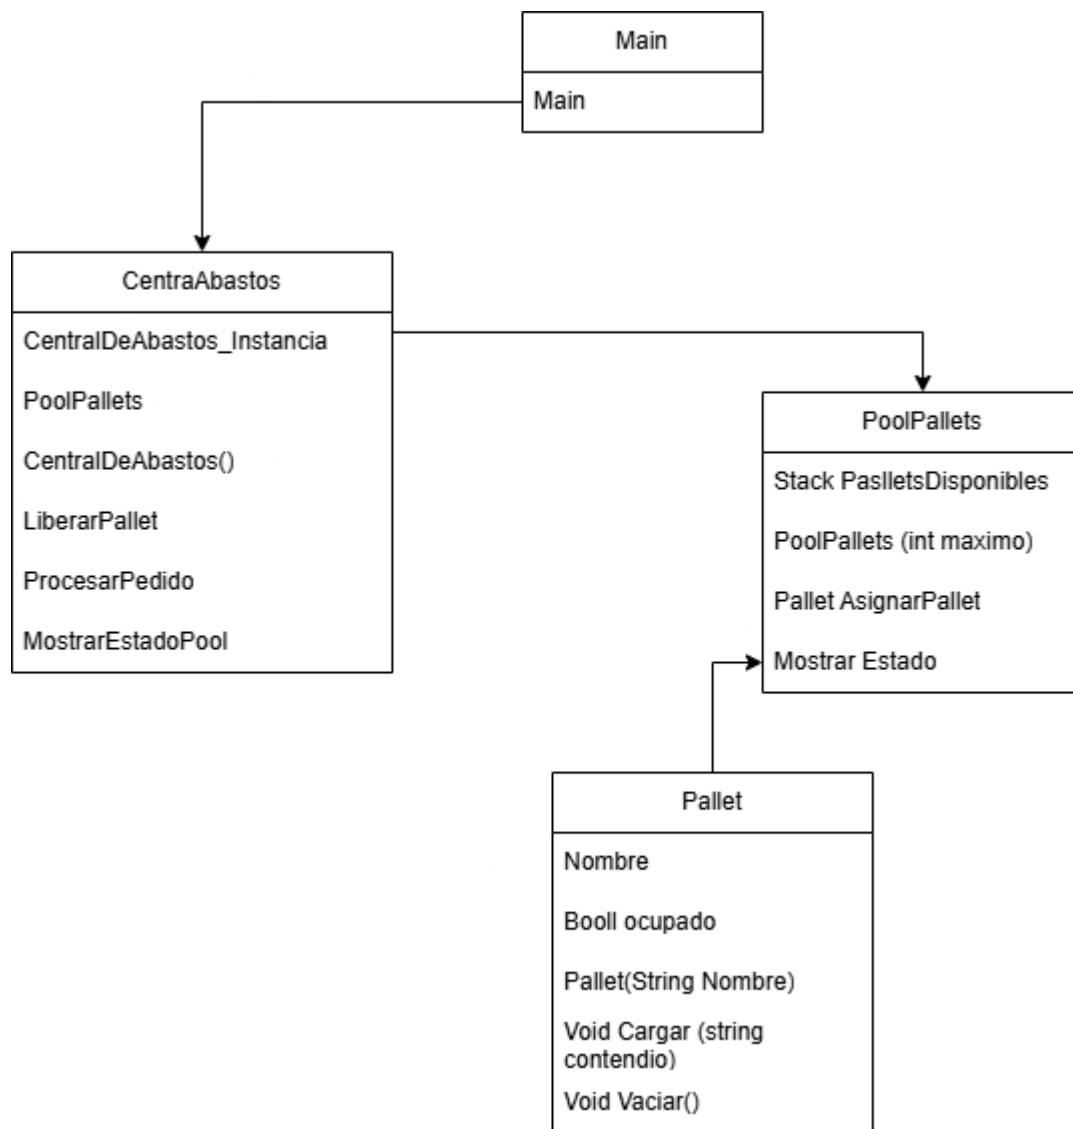 Main
Main
CentraAbastos
CentralDeAbastos_Instancia
PoolPallets
CentralDeAbastos()
LiberarPallet
ProcesarPedido
MostrarEstadoPool
PoolPallets
Stack PaslletsDisponibles
PoolPallets (int maximo)
Pallet AsignarPallet
Mostrar Estado
Pallet
Nombre
Booll ocupado
Pallet(String Nombre)
Void Cargar (string
contendio)
Void Vaciar()